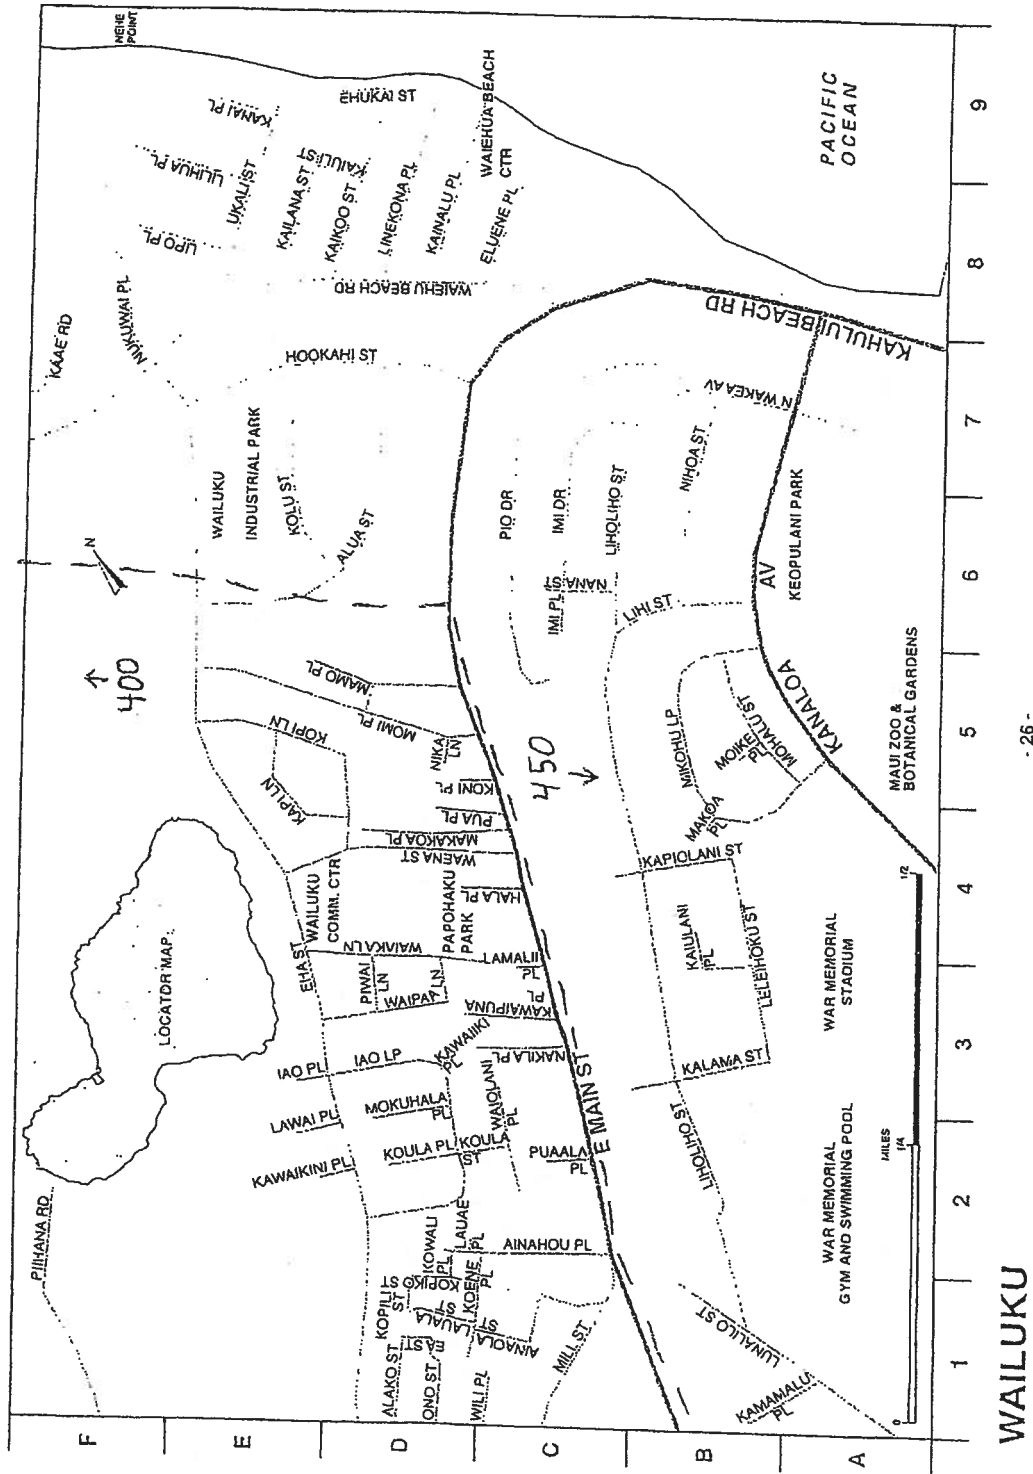 NEHE
POINT
KAAE RD
NUKUWAI PL
LIPO PL
LILIHUA PL
KANAI PL
UKALI ST
KAILANA ST
KAIULI ST
KAIKOO ST
EHUKAI ST
LINEKONA PL
KAINALU PL
ELUENE PL
WAIEHUA BEACH
CTR
WAIEHU BEACH RD
HOOKAHI ST
PACIFIC
OCEAN
KAHULUI BEACH RD
N WAKEA AV
WAILUKU
INDUSTRIAL PARK
KOLU ST
ALUA ST
PIO DR
IMI DR
LIHOLIHO ST
NIHOA ST
KEOPULANI PARK
N
← 400
450 →
IMI PL
NANA ST
LIHI ST
KANALOA
AV
MAMO PL
MOMI PL
KOPI LN
KAPI LN
NIKA
LN
KONI PL
PUA PL
MAKAKOA PL
WAENA ST
HALA PL
MIKOHU LP
MOIKEI
PL
MOHALU ST
MAKOA
PL
MAUI ZOO &
BOTANICAL GARDENS
LOCATOR MAP
EHA ST
WAILUKU
COMM. CTR
WAIAKA LN
PIWAI
LN
WAIPAA
LN
PAPOHAKU
PARK
LAMALII
PL
KAWAIPUNA
PL
NAKILA PL
KAPIOLANI ST
KAIULANI
PL
LELEIHOKU ST
KALAMA ST
WAR MEMORIAL
STADIUM
IAO PL
IAO LP
LAWAI PL
KAWAIKINI PL
MOKUHALA
PL
KAWAIIKI
PL
WAIOLANI
PL
KOULA PL
KOULA
ST
PUAALA
PL
E MAIN ST
LIHOLIHO ST
WAR MEMORIAL
GYM AND SWIMMING POOL
PIIHANA RD
KOWALI
PL
LAUAE
PL
AINAHOU PL
KOPIKO
ST
KOPILI
ST
KOENE
PL
LAUALA
ST
AINAOLA
ST
EA ST
ALAKO ST
ONO ST
WILI PL
MILL ST
LUNALILO ST
KAMAMALU
PL
MILES
0
1/4
1/2
F
E
D
C
B
A
1
2
3
4
5
6
7
8
9
WAILUKU
- 26 -